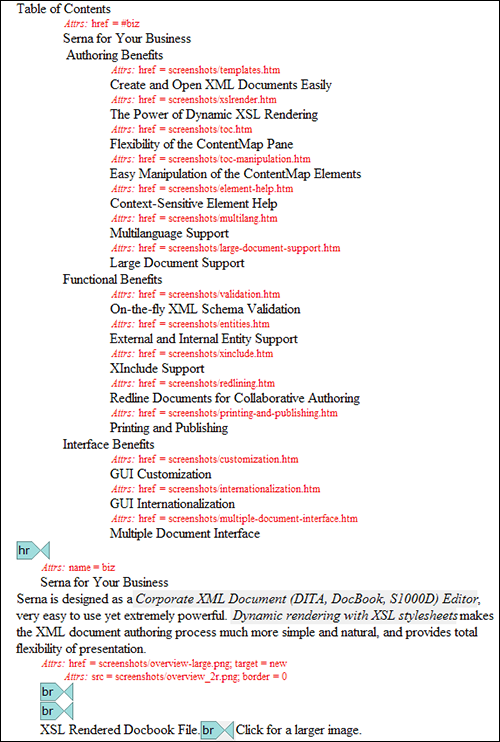 Table of Contents
Attrs: href = #biz
Serna for Your Business
Authoring Benefits
Attrs: href = screenshots/templates.htm
Create and Open XML Documents Easily
Attrs: href = screenshots/xslrender.htm
The Power of Dynamic XSL Rendering
Attrs: href = screenshots/toc.htm
Flexibility of the ContentMap Pane
Attrs: href = screenshots/toc-manipulation.htm
Easy Manipulation of the ContentMap Elements
Attrs: href = screenshots/element-help.htm
Context-Sensitive Element Help
Attrs: href = screenshots/multilang.htm
Multilanguage Support
Attrs: href = screenshots/large-document-support.htm
Large Document Support
Functional Benefits
Attrs: href = screenshots/validation.htm
On-the-fly XML Schema Validation
Attrs: href = screenshots/entities.htm
External and Internal Entity Support
Attrs: href = screenshots/xinclude.htm
XInclude Support
Attrs: href = screenshots/redlining.htm
Redline Documents for Collaborative Authoring
Attrs: href = screenshots/printing-and-publishing.htm
Printing and Publishing
Interface Benefits
Attrs: href = screenshots/customization.htm
GUI Customization
Attrs: href = screenshots/internationalization.htm
GUI Internationalization
Attrs: href = screenshots/multiple-document-interface.htm
Multiple Document Interface
hr
Attrs: name = biz
Serna for Your Business
Serna is designed as a Corporate XML Document (DITA, DocBook, S1000D) Editor,
very easy to use yet extremely powerful. Dynamic rendering with XSL stylesheets makes
the XML document authoring process much more simple and natural, and provides total
flexibility of presentation.
Attrs: href = screenshots/overview-large.png; target = new
Attrs: src = screenshots/overview_2r.png; border = 0
br
br
XSL Rendered Docbook File. br Click for a larger image.